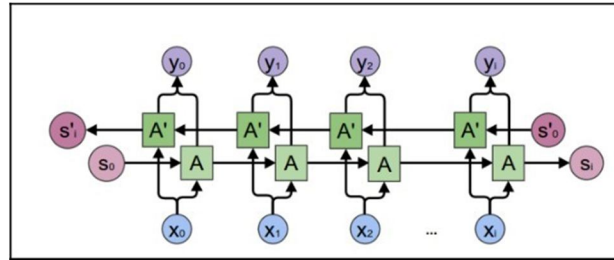 y₀ y₁ y₂ yᵢ
s'ᵢ A' A' A' A' s'₀
s₀ A A A A sᵢ
x₀ x₁ x₂ ... xᵢ